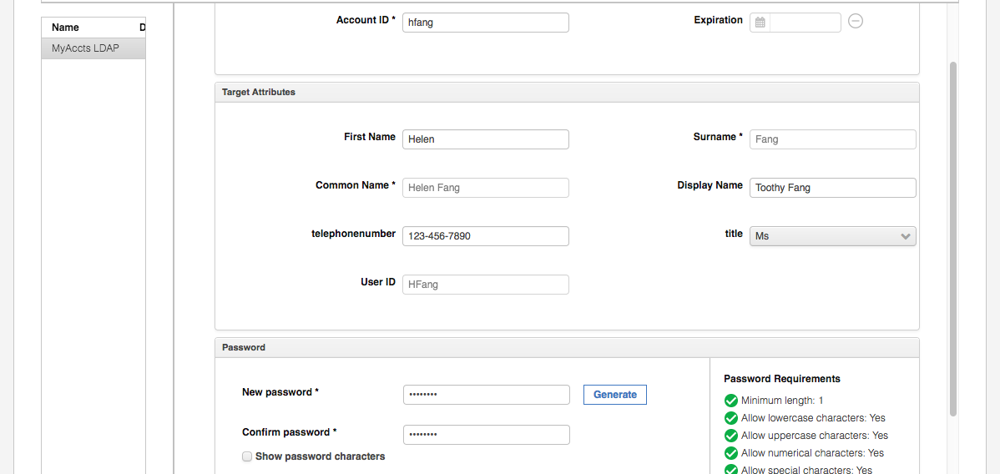 Name D
MyAccts LDAP
Account ID * hfang Expiration
Target Attributes
First Name Helen Surname * Fang
Common Name * Helen Fang Display Name Toothy Fang
telephonenumber 123-456-7890 title Ms
User ID HFang
Password
New password * •••••••• Generate
Confirm password * ••••••••
Show password characters
Password Requirements
Minimum length: 1
Allow lowercase characters: Yes
Allow uppercase characters: Yes
Allow numerical characters: Yes
Allow special characters: Yes